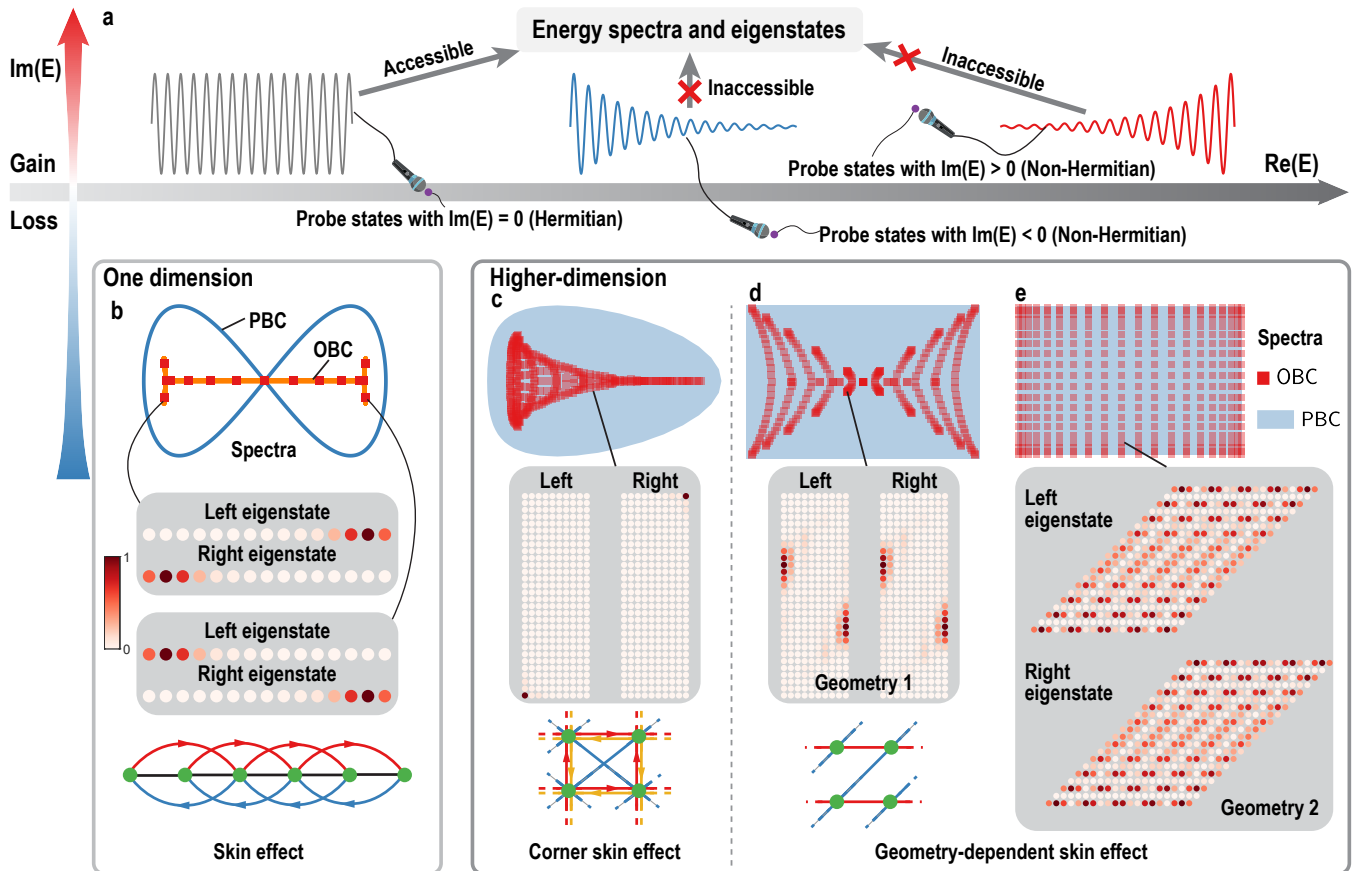 a
Energy spectra and eigenstates
Im(E)
Accessible
Inaccessible
Inaccessible
Gain
Probe states with Im(E) > 0 (Non-Hermitian)
Re(E)
Loss
Probe states with Im(E) = 0 (Hermitian)
Probe states with Im(E) < 0 (Non-Hermitian)
One dimension
b
PBC
OBC
Spectra
Left eigenstate
Right eigenstate
1
0
Left eigenstate
Right eigenstate
Skin effect
Higher-dimension
c
Left
Right
Corner skin effect
d
Left
Right
Geometry 1
e
Spectra
OBC
PBC
Left
eigenstate
Right
eigenstate
Geometry 2
Geometry-dependent skin effect